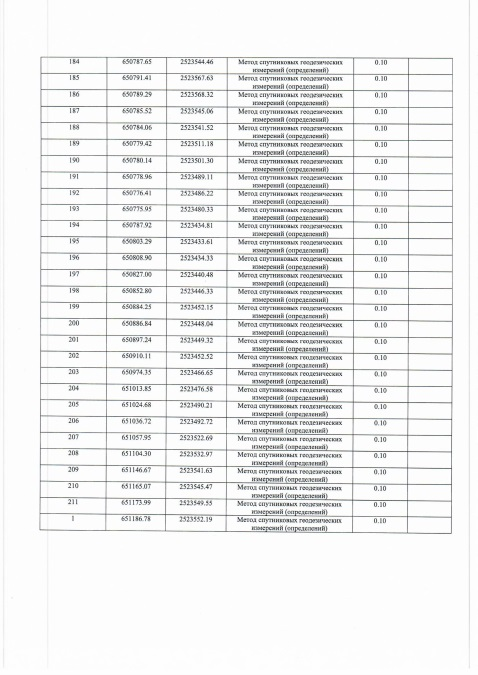 184 650787.65 2523544.46 Метод спутниковых геодезических 0.10
измерений (определений)
185 650791.41 2523567.63 Метод спутниковых геодезических 0.10
измерений (определений)
186 650789.29 2523568.32 Метод спутниковых геодезических 0.10
измерений (определений)
187 650785.52 2523545.06 Метод спутниковых геодезических 0.10
измерений (определений)
188 650784.06 2523541.52 Метод спутниковых геодезических 0.10
измерений (определений)
189 650779.42 2523511.18 Метод спутниковых геодезических 0.10
измерений (определений)
190 650780.14 2523501.30 Метод спутниковых геодезических 0.10
измерений (определений)
191 650778.96 2523489.11 Метод спутниковых геодезических 0.10
измерений (определений)
192 650776.41 2523486.22 Метод спутниковых геодезических 0.10
измерений (определений)
193 650775.95 2523480.33 Метод спутниковых геодезических 0.10
измерений (определений)
194 650787.92 2523434.81 Метод спутниковых геодезических 0.10
измерений (определений)
195 650803.29 2523433.61 Метод спутниковых геодезических 0.10
измерений (определений)
196 650808.90 2523434.33 Метод спутниковых геодезических 0.10
измерений (определений)
197 650827.00 2523440.48 Метод спутниковых геодезических 0.10
измерений (определений)
198 650852.80 2523446.33 Метод спутниковых геодезических 0.10
измерений (определений)
199 650884.25 2523452.15 Метод спутниковых геодезических 0.10
измерений (определений)
200 650886.84 2523448.04 Метод спутниковых геодезических 0.10
измерений (определений)
201 650897.24 2523449.32 Метод спутниковых геодезических 0.10
измерений (определений)
202 650910.11 2523452.52 Метод спутниковых геодезических 0.10
измерений (определений)
203 650974.35 2523466.65 Метод спутниковых геодезических 0.10
измерений (определений)
204 651013.85 2523476.58 Метод спутниковых геодезических 0.10
измерений (определений)
205 651024.68 2523490.21 Метод спутниковых геодезических 0.10
измерений (определений)
206 651036.72 2523492.72 Метод спутниковых геодезических 0.10
измерений (определений)
207 651057.95 2523522.69 Метод спутниковых геодезических 0.10
измерений (определений)
208 651104.30 2523532.97 Метод спутниковых геодезических 0.10
измерений (определений)
209 651146.67 2523541.63 Метод спутниковых геодезических 0.10
измерений (определений)
210 651165.07 2523545.47 Метод спутниковых геодезических 0.10
измерений (определений)
211 651173.99 2523549.55 Метод спутниковых геодезических 0.10
измерений (определений)
1 651186.78 2523552.19 Метод спутниковых геодезических 0.10
измерений (определений)